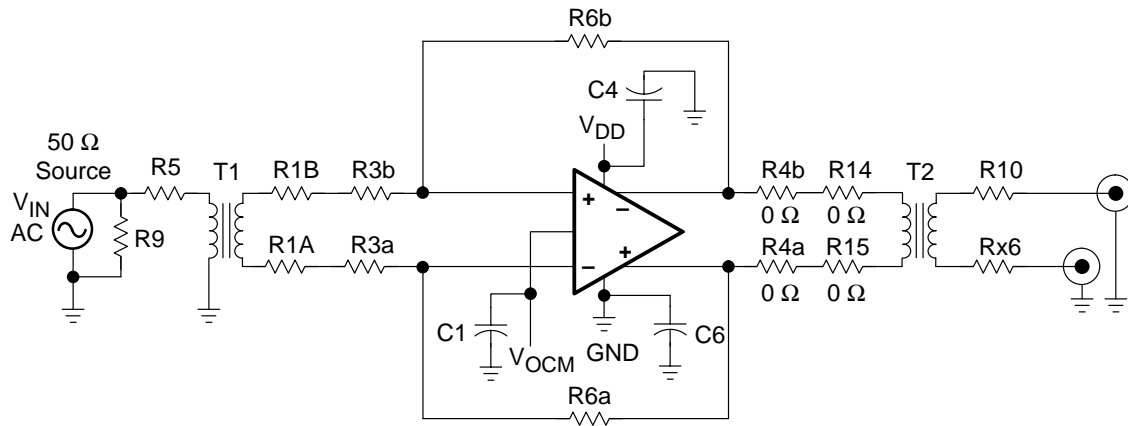 R6b
C4
V_DD
50 Ω
Source
V_IN
AC
R9
R5
T1
R1B
R3b
R1A
R3a
+
−
−
+
R4b
R14
0 Ω
0 Ω
R4a
R15
0 Ω
0 Ω
T2
R10
Rx6
C1
V_OCM
GND
C6
R6a